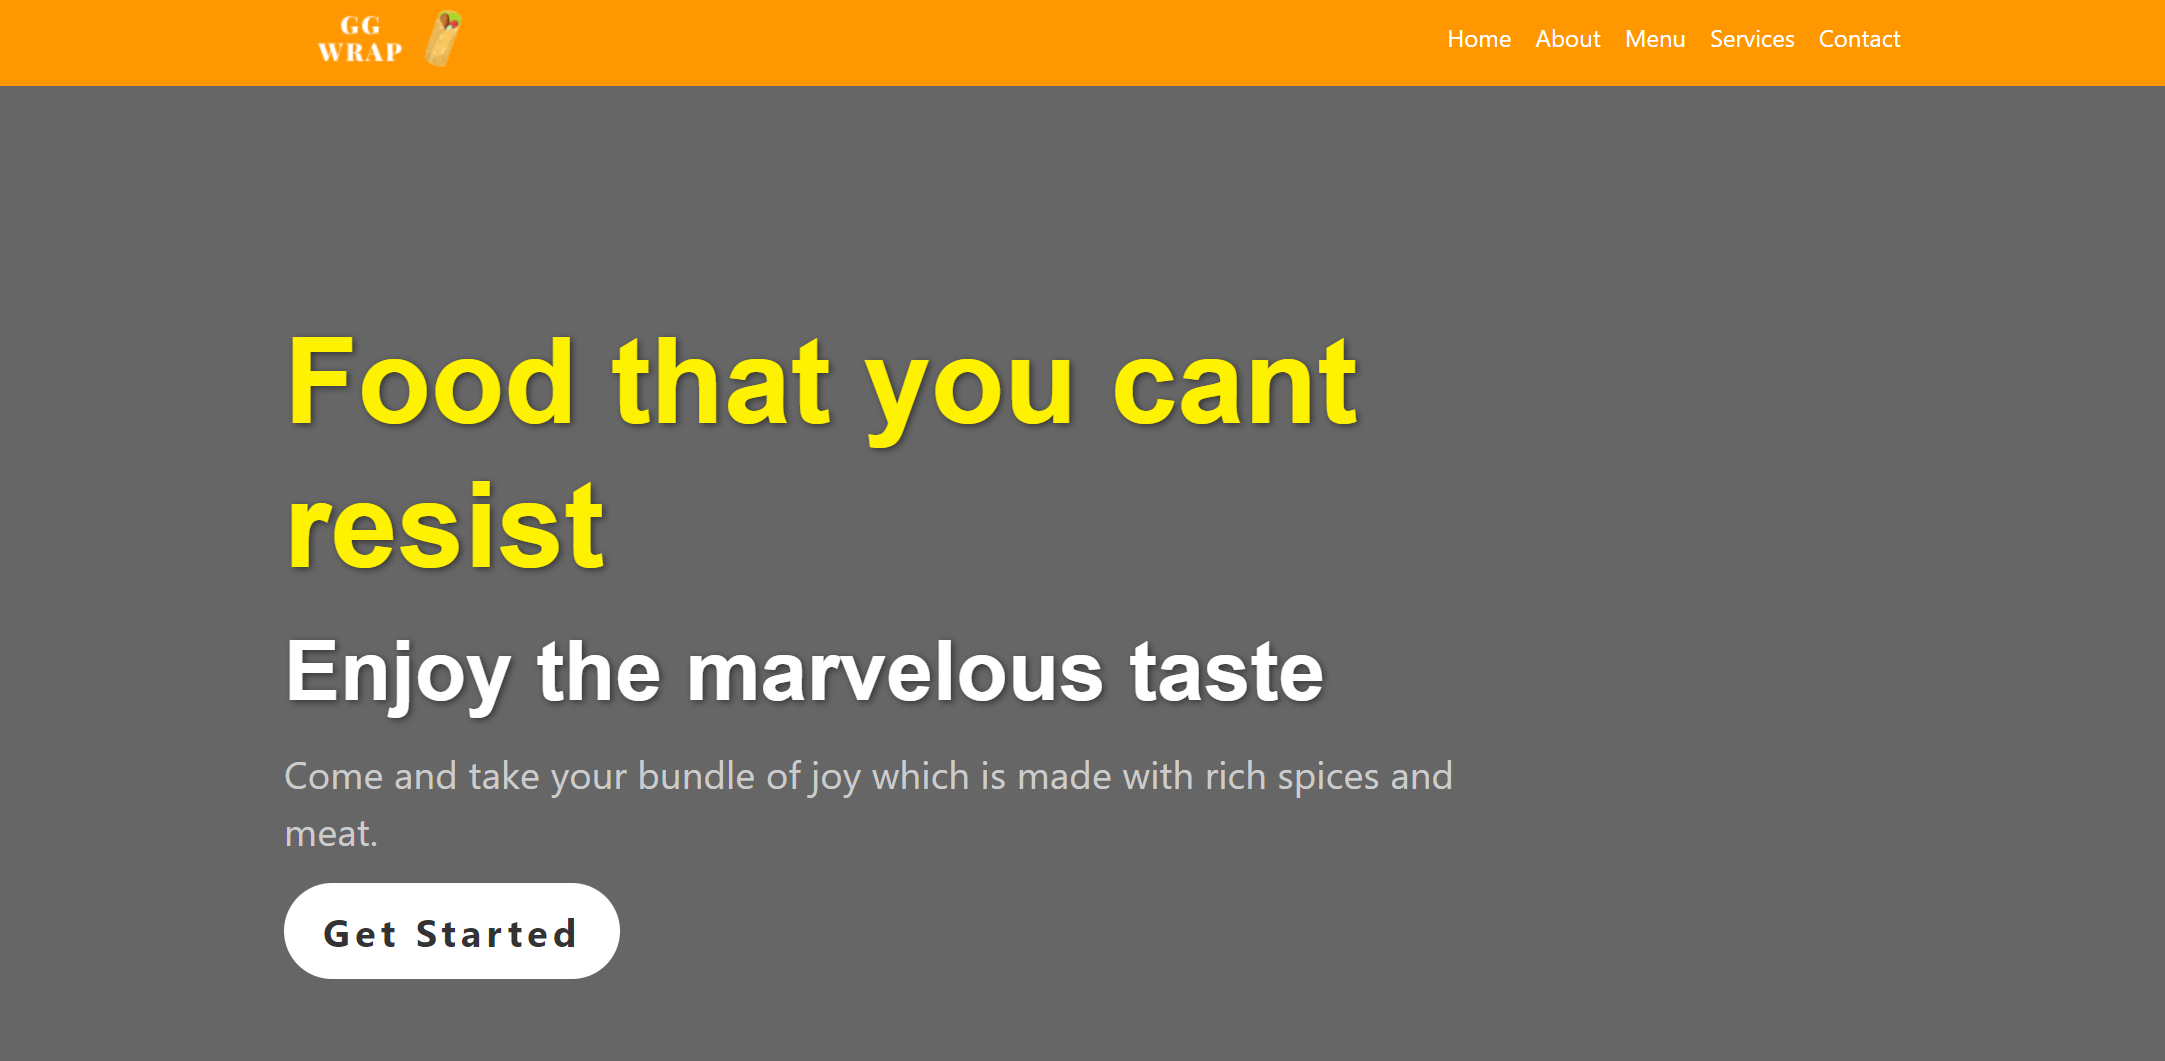 GG
WRAP
Home About Menu Services Contact
Food that you cant
resist
Enjoy the marvelous taste
Come and take your bundle of joy which is made with rich spices and
meat.
Get Started